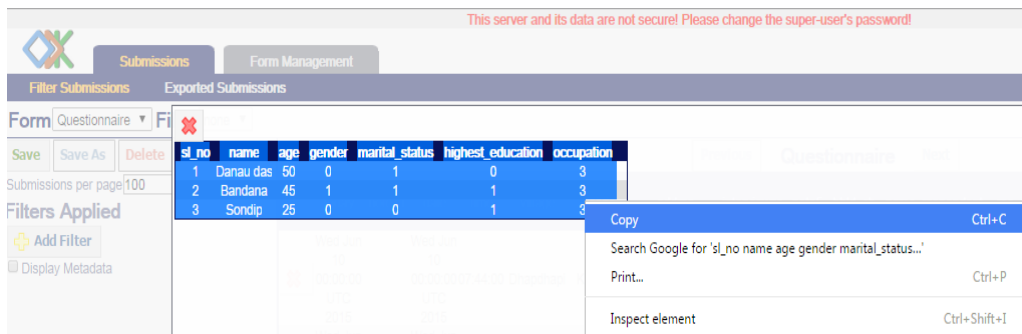 This server and its data are not secure! Please change the super-user's password!
Submissions Form Management
Filter Submissions Exported Submissions
Form Questionnaire Fi
Save Save As Delete
Submissions per page 100
Filters Applied
Add Filter
Display Metadata
sl_no name age gender marital_status highest_education occupation
1 Danau das 50 0 1 0 3
2 Bandana 45 1 1 1 3
3 Sondip 25 0 0 1 3
Copy Ctrl+C
Search Google for 'sl_no name age gender marital_status...'
Print... Ctrl+P
Inspect element Ctrl+Shift+I
Questionnaire